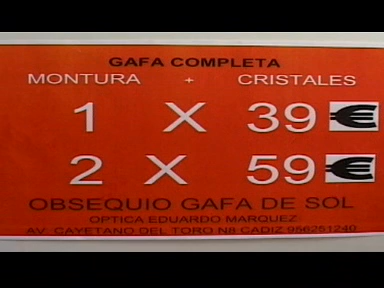 GAFA COMPLETA
MONTURA + CRISTALES
1 X 39 €
2 X 59 €
OBSEQUIO GAFA DE SOL
OPTICA EDUARDO MARQUEZ
AV CAYETANO DEL TORO N8 CADIZ 956251240